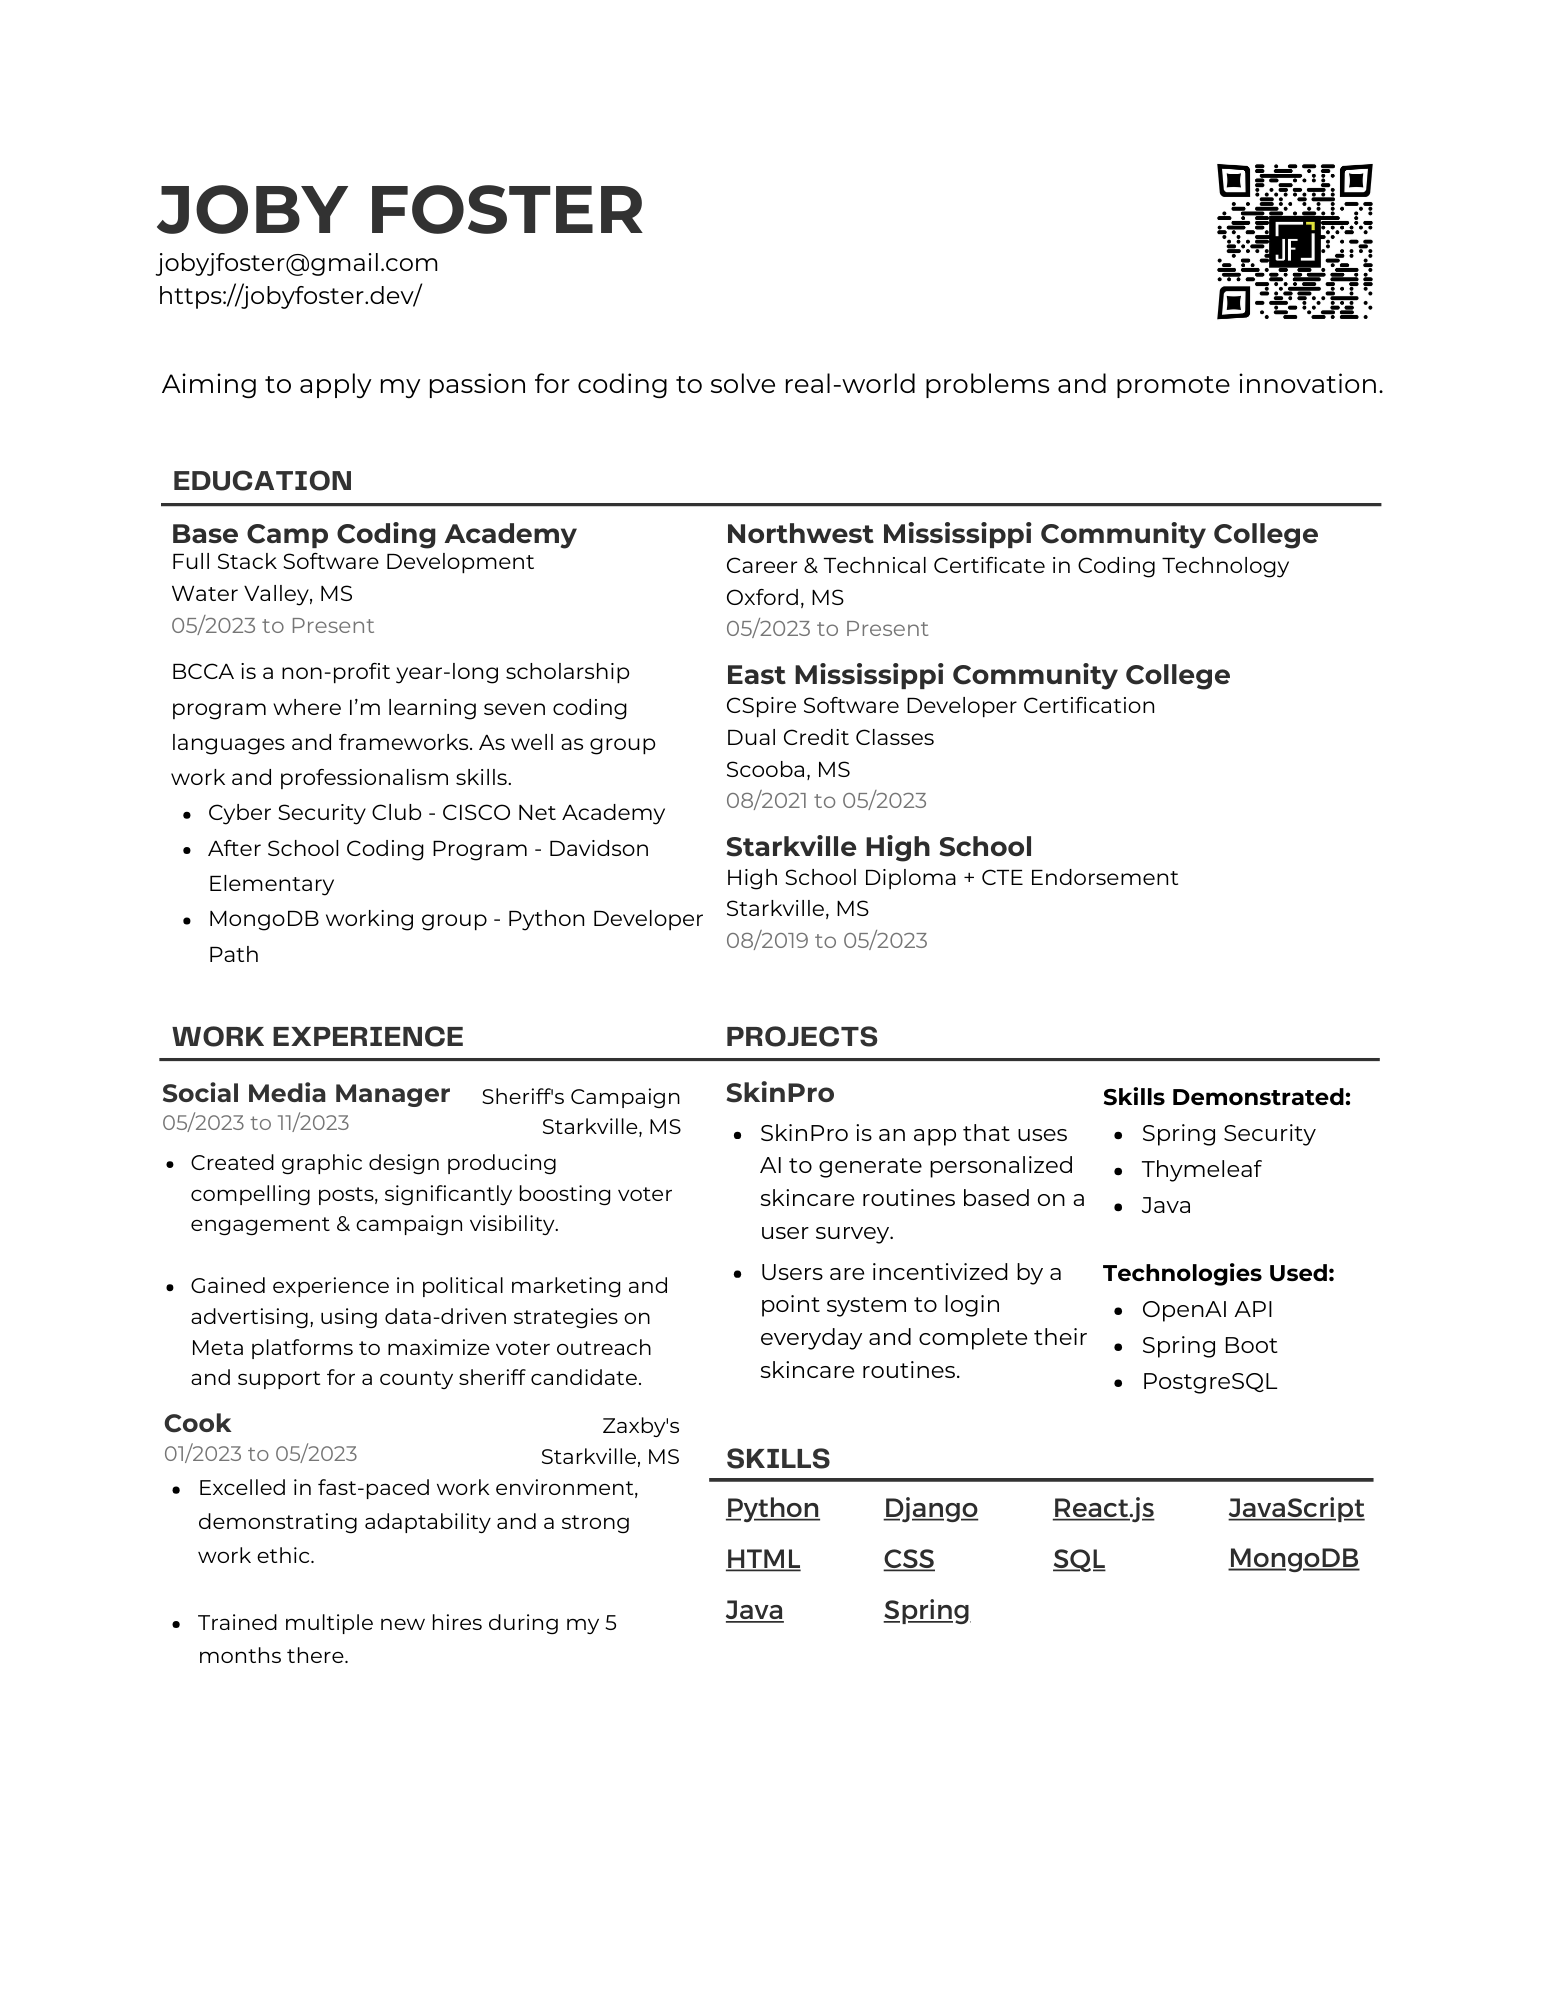 JOBY FOSTER
jobyjfoster@gmail.com
https://jobyfoster.dev/
JF
Aiming to apply my passion for coding to solve real-world problems and promote innovation.
EDUCATION
Base Camp Coding Academy
Full Stack Software Development
Water Valley, MS
05/2023 to Present
BCCA is a non-profit year-long scholarship
program where I'm learning seven coding
languages and frameworks. As well as group
work and professionalism skills.
• Cyber Security Club - CISCO Net Academy
• After School Coding Program - Davidson
Elementary
• MongoDB working group - Python Developer
Path
Northwest Mississippi Community College
Career & Technical Certificate in Coding Technology
Oxford, MS
05/2023 to Present
East Mississippi Community College
CSpire Software Developer Certification
Dual Credit Classes
Scooba, MS
08/2021 to 05/2023
Starkville High School
High School Diploma + CTE Endorsement
Starkville, MS
08/2019 to 05/2023
WORK EXPERIENCE
Social Media Manager Sheriff's Campaign
05/2023 to 11/2023 Starkville, MS
• Created graphic design producing
compelling posts, significantly boosting voter
engagement & campaign visibility.
• Gained experience in political marketing and
advertising, using data-driven strategies on
Meta platforms to maximize voter outreach
and support for a county sheriff candidate.
Cook Zaxby's
01/2023 to 05/2023 Starkville, MS
• Excelled in fast-paced work environment,
demonstrating adaptability and a strong
work ethic.
• Trained multiple new hires during my 5
months there.
PROJECTS
SkinPro
• SkinPro is an app that uses
AI to generate personalized
skincare routines based on a
user survey.
• Users are incentivized by a
point system to login
everyday and complete their
skincare routines.
Skills Demonstrated:
• Spring Security
• Thymeleaf
• Java
Technologies Used:
• OpenAI API
• Spring Boot
• PostgreSQL
SKILLS
Python Django React.js JavaScript
HTML CSS SQL MongoDB
Java Spring